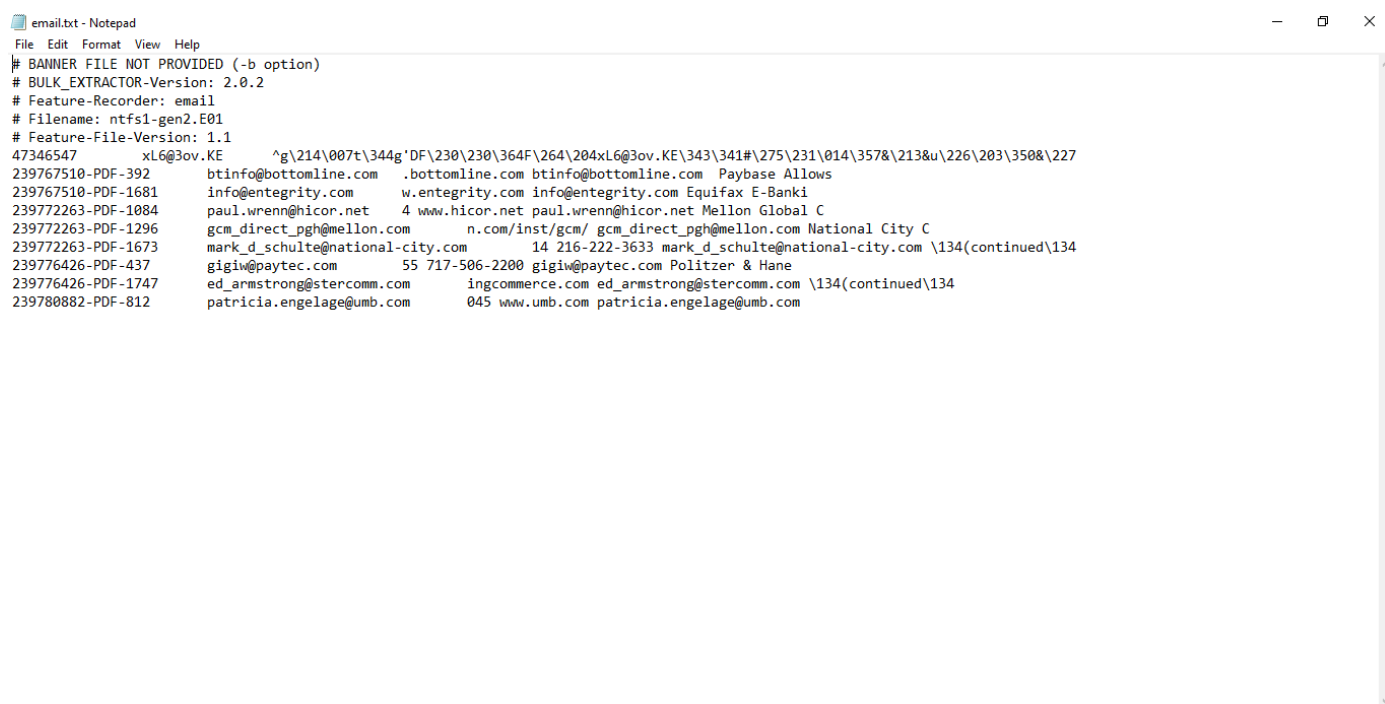 email.txt - Notepad
File Edit Format View Help
# BANNER FILE NOT PROVIDED (-b option)
# BULK_EXTRACTOR-Version: 2.0.2
# Feature-Recorder: email
# Filename: ntfs1-gen2.E01
# Feature-File-Version: 1.1
47346547 xL6@3ov.KE ^g\214\007t\344g'DF\230\230\364F\264\204xL6@3ov.KE\343\341#\275\231\014\357&\213&u\226\203\350&\227
239767510-PDF-392 btinfo@bottomline.com .bottomline.com btinfo@bottomline.com Paybase Allows
239767510-PDF-1681 info@entegrity.com w.entegrity.com info@entegrity.com Equifax E-Banki
239772263-PDF-1084 paul.wrenn@hicor.net 4 www.hicor.net paul.wrenn@hicor.net Mellon Global C
239772263-PDF-1296 gcm_direct_pgh@mellon.com n.com/inst/gcm/ gcm_direct_pgh@mellon.com National City C
239772263-PDF-1673 mark_d_schulte@national-city.com 14 216-222-3633 mark_d_schulte@national-city.com \134(continued\134
239776426-PDF-437 gigiw@paytec.com 55 717-506-2200 gigiw@paytec.com Politzer & Hane
239776426-PDF-1747 ed_armstrong@stercomm.com ingcommerce.com ed_armstrong@stercomm.com \134(continued\134
239780882-PDF-812 patricia.engelage@umb.com 045 www.umb.com patricia.engelage@umb.com